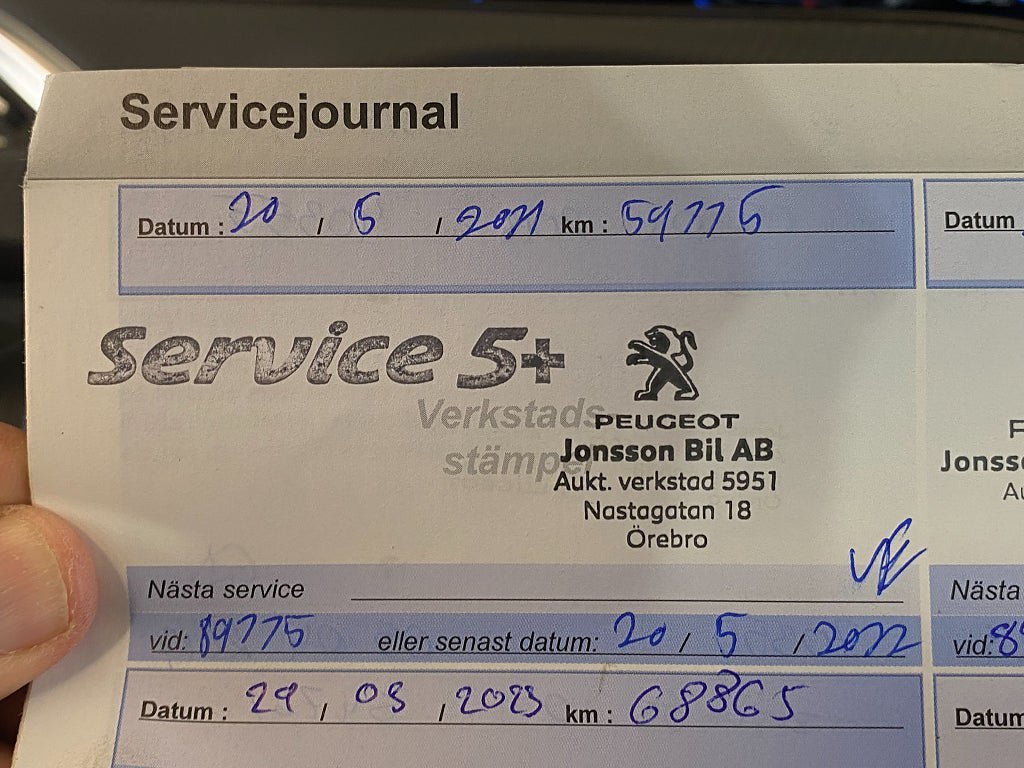 Servicejournal
Datum : 20 / 5 / 2021 km : 59775
Datum
Service 5+
Verkstads
stämpel
PEUGEOT
Jonsson Bil AB
Aukt. verkstad 5951
Nastagatan 18
Örebro
Jonss
Nästa service
Nästa
vid: 89775 eller senast datum: 20 / 5 / 2022
vid: 8
Datum : 29 / 03 / 2023 km : 68865
Datum